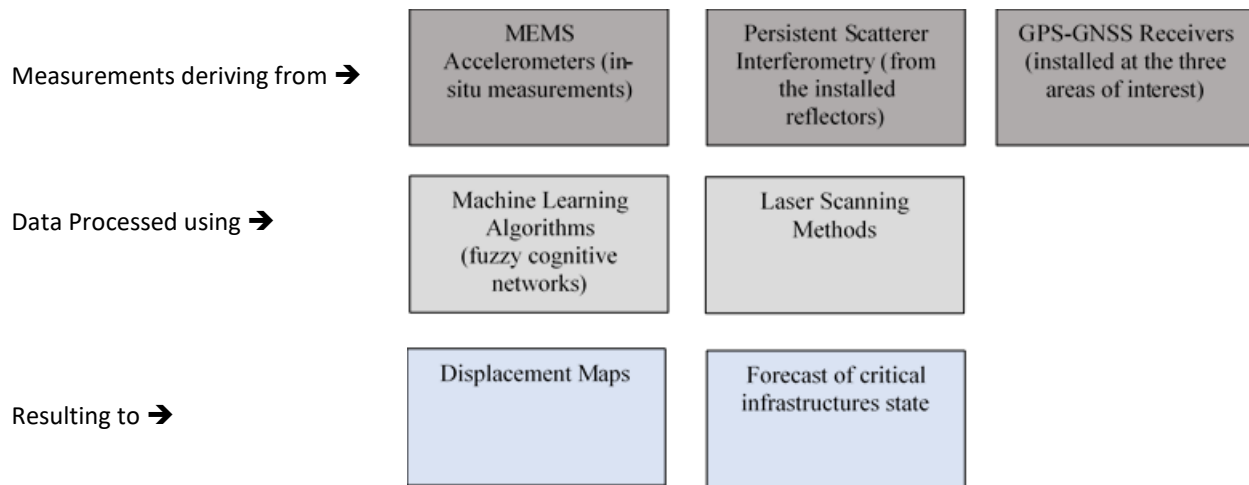 Measurements deriving from ➔
MEMS
Accelerometers (in-
situ measurements)
Persistent Scatterer
Interferometry (from
the installed
reflectors)
GPS-GNSS Receivers
(installed at the three
areas of interest)
Data Processed using ➔
Machine Learning
Algorithms
(fuzzy cognitive
networks)
Laser Scanning
Methods
Resulting to ➔
Displacement Maps
Forecast of critical
infrastructures state